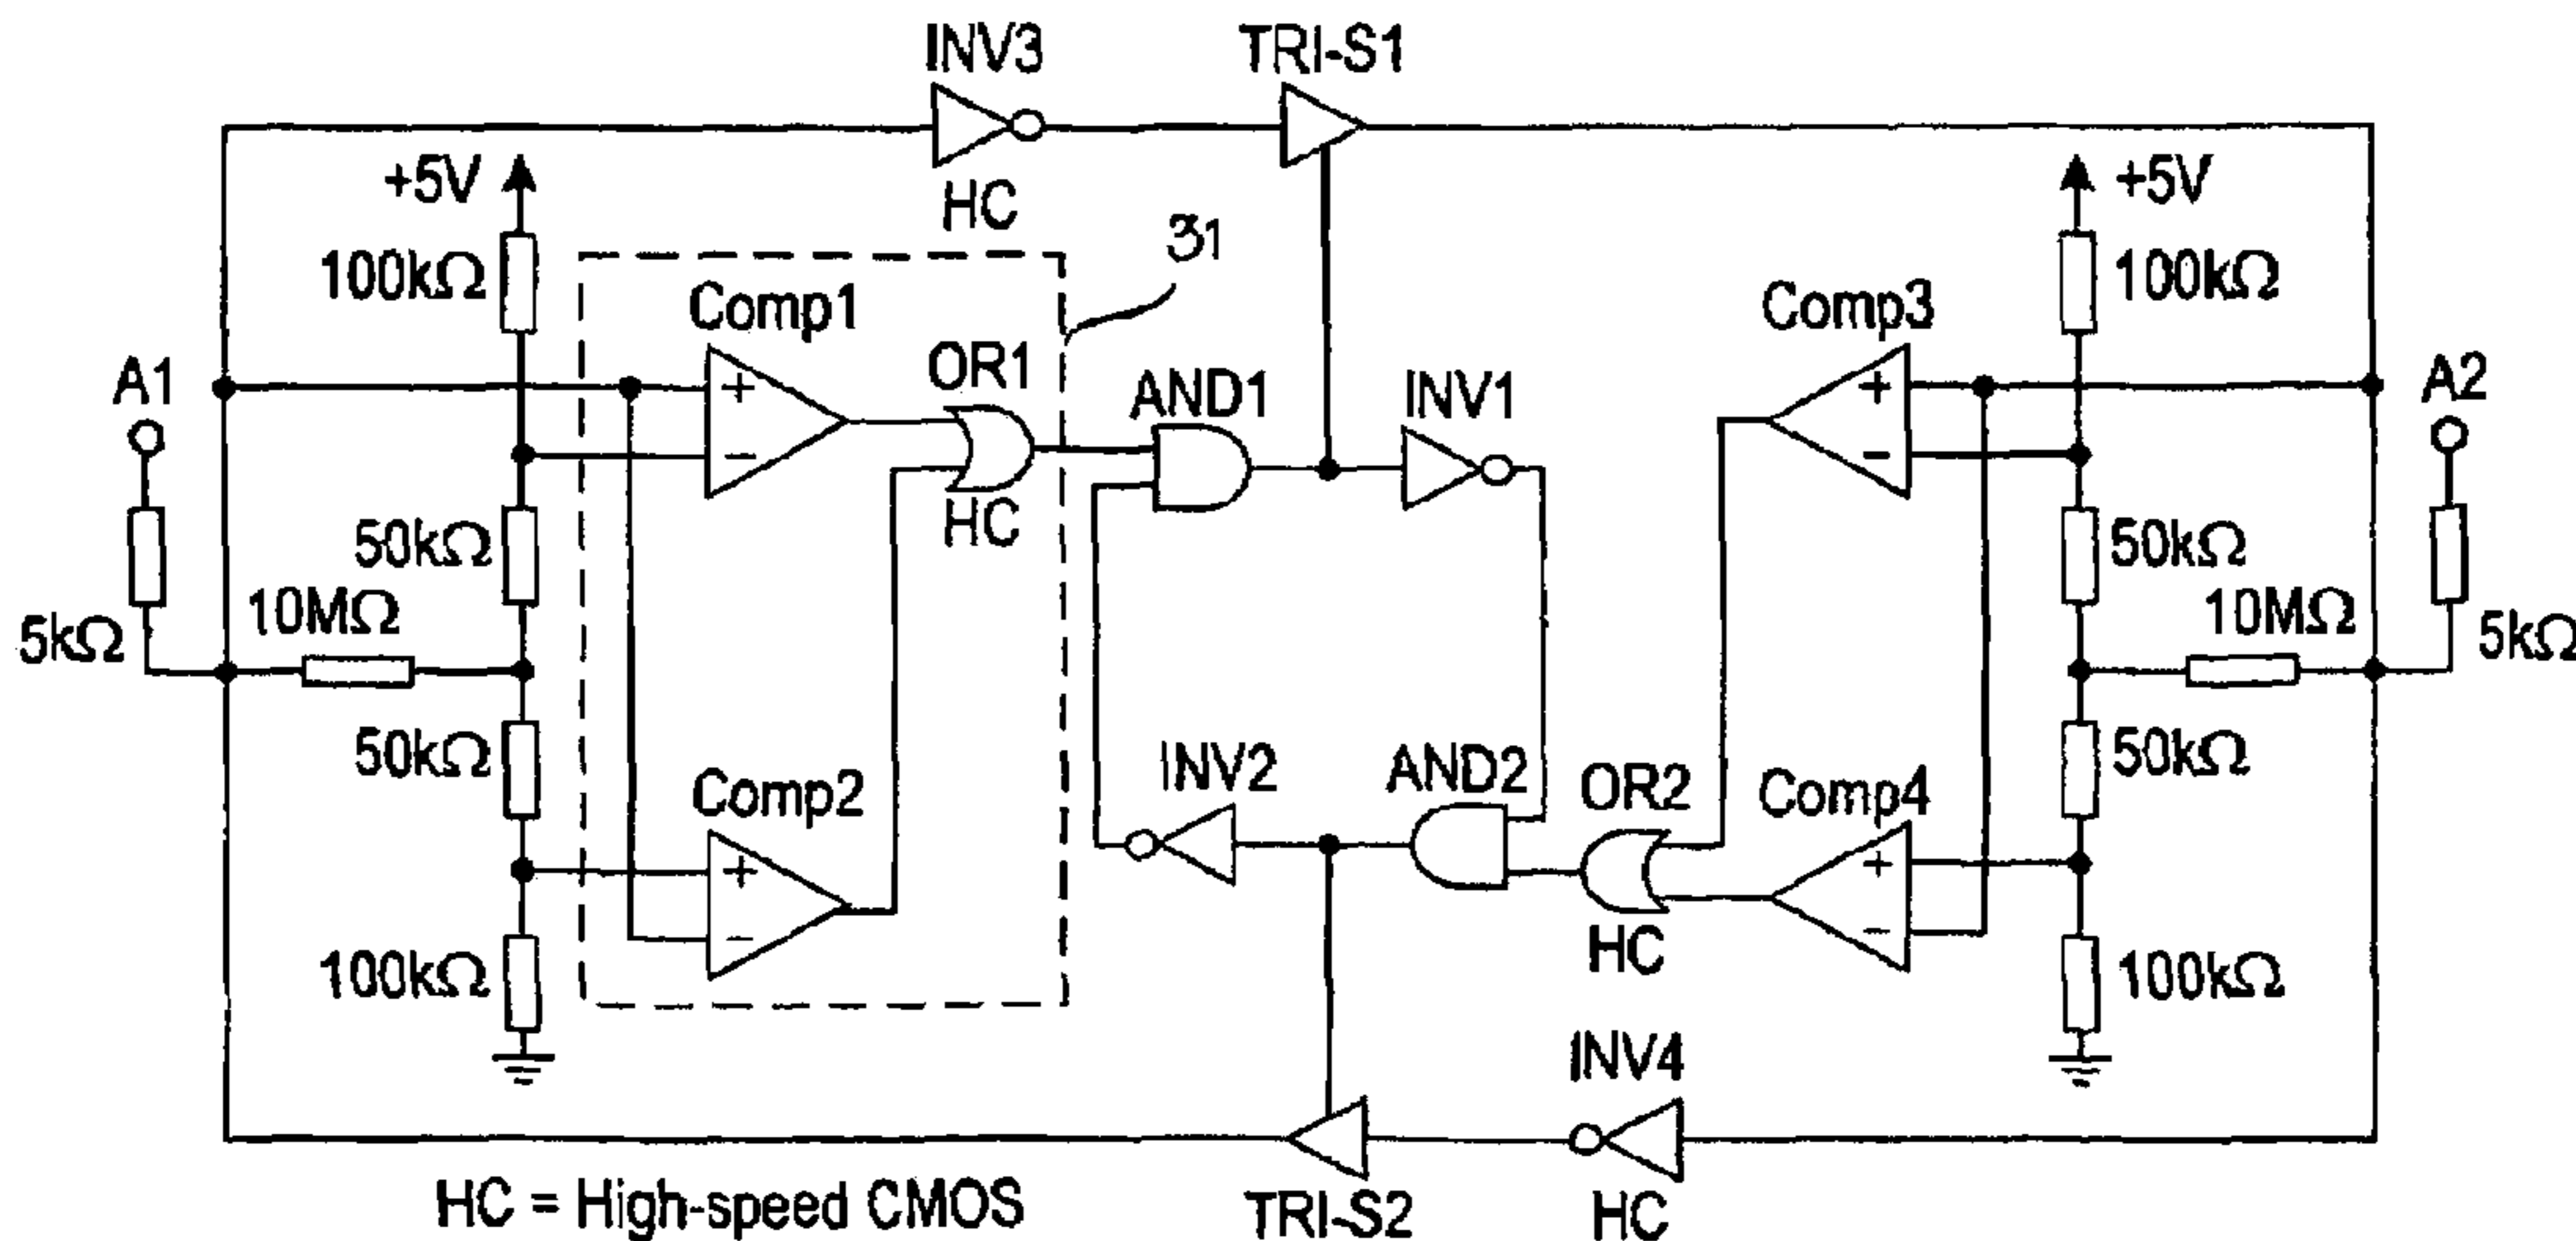 INV3
TRI-S1
+5V
HC
31
+5V
100kΩ
100kΩ
Comp1
Comp3
A1
OR1
AND1
INV1
A2
+
-
+
-
HC
50kΩ
50kΩ
10MΩ
10MΩ
5kΩ
5kΩ
50kΩ
50kΩ
Comp2
INV2
AND2
OR2
Comp4
+
-
+
-
HC
100kΩ
100kΩ
INV4
HC = High-speed CMOS
TRI-S2
HC